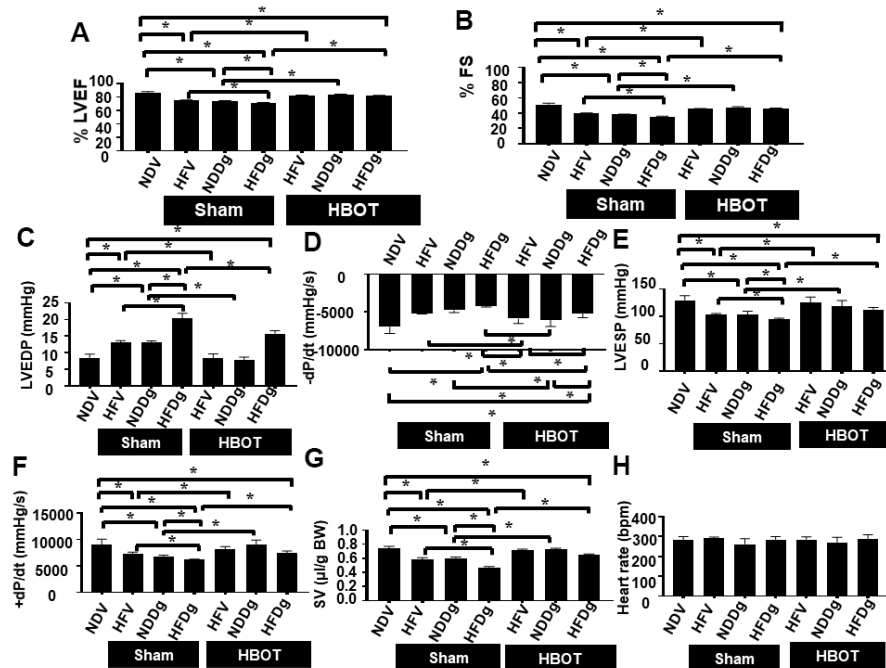 A
*
*
*
*
*
*
*
*
% LVEF
100
80
60
40
20
0
NDV
HFV
NDDg
HFDg
HFV
NDDg
HFDg
Sham
HBOT
B
*
*
*
*
*
*
*
*
% FS
100
80
60
40
20
0
NDV
HFV
NDDg
HFDg
HFV
NDDg
HFDg
Sham
HBOT
C
*
*
*
*
*
*
*
*
LVEDP (mmHg)
25
20
15
10
5
0
NDV
HFV
NDDg
HFDg
HFV
NDDg
HFDg
Sham
HBOT
D
NDV
HFV
NDDg
HFDg
HFV
NDDg
HFDg
-dP/dt (mmHg/s)
0
-5000
-10000
*
*
*
*
*
*
*
*
Sham
HBOT
E
*
*
*
*
*
*
*
*
LVESP (mmHg)
150
100
50
0
NDV
HFV
NDDg
HFDg
HFV
NDDg
HFDg
Sham
HBOT
F
*
*
*
*
*
*
*
*
+dP/dt (mmHg/s)
15000
10000
5000
0
NDV
HFV
NDDg
HFDg
HFV
NDDg
HFDg
Sham
HBOT
G
*
*
*
*
*
*
*
*
SV (µl/g BW)
1.0
0.8
0.6
0.4
0.2
0.0
NDV
HFV
NDDg
HFDg
HFV
NDDg
HFDg
Sham
HBOT
H
Heart rate (bpm)
400
300
200
100
0
NDV
HFV
NDDg
HFDg
HFV
NDDg
HFDg
Sham
HBOT